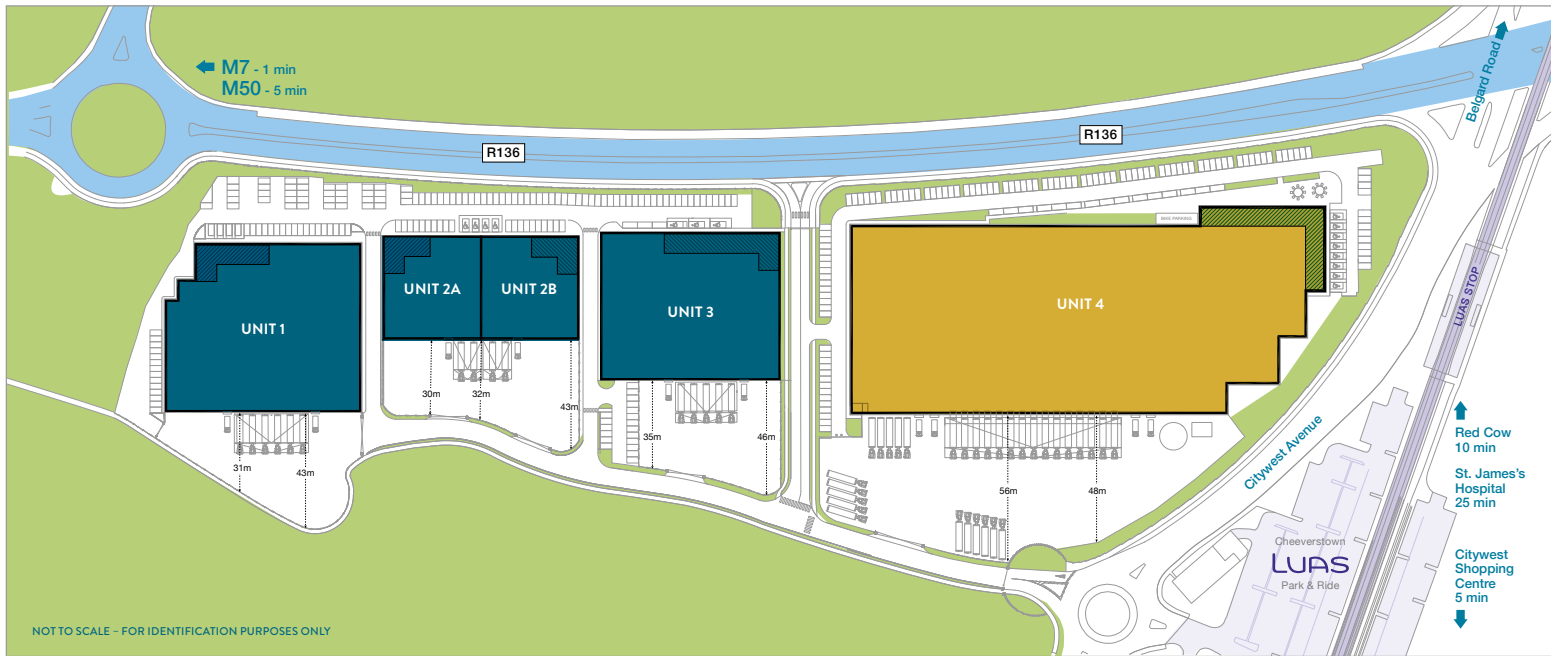 M7 - 1 min
M50 - 5 min
Belgard Road
R136
R136
BIKE PARKING
UNIT 1
UNIT 2A
UNIT 2B
UNIT 3
UNIT 4
LUAS STOP
30m
32m
43m
35m
46m
31m
43m
56m
48m
Citywest Avenue
Red Cow
10 min
St. James's
Hospital
25 min
Citywest
Shopping
Centre
5 min
Cheeverstown
LUAS
Park & Ride
NOT TO SCALE – FOR IDENTIFICATION PURPOSES ONLY